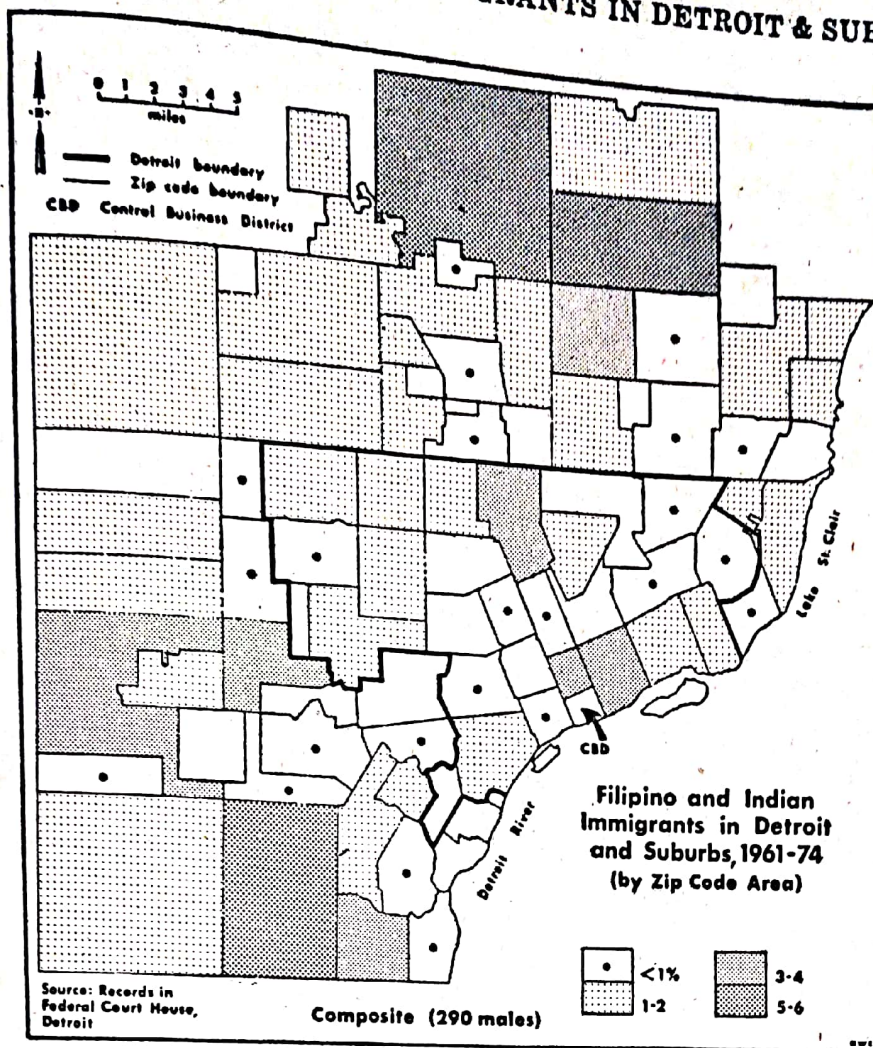 IN DETROIT &
0 1 2 3 4 5
miles
N
Detroit boundary
Zip code boundary
CBD Central Business District
Lake St. Clair
CBD
Detroit River
Filipino and Indian
Immigrants in Detroit
and Suburbs, 1961-74
(by Zip Code Area)
<1%
1-2
3-4
5-6
Source: Records in
Federal Court House,
Detroit
Composite (290 males)